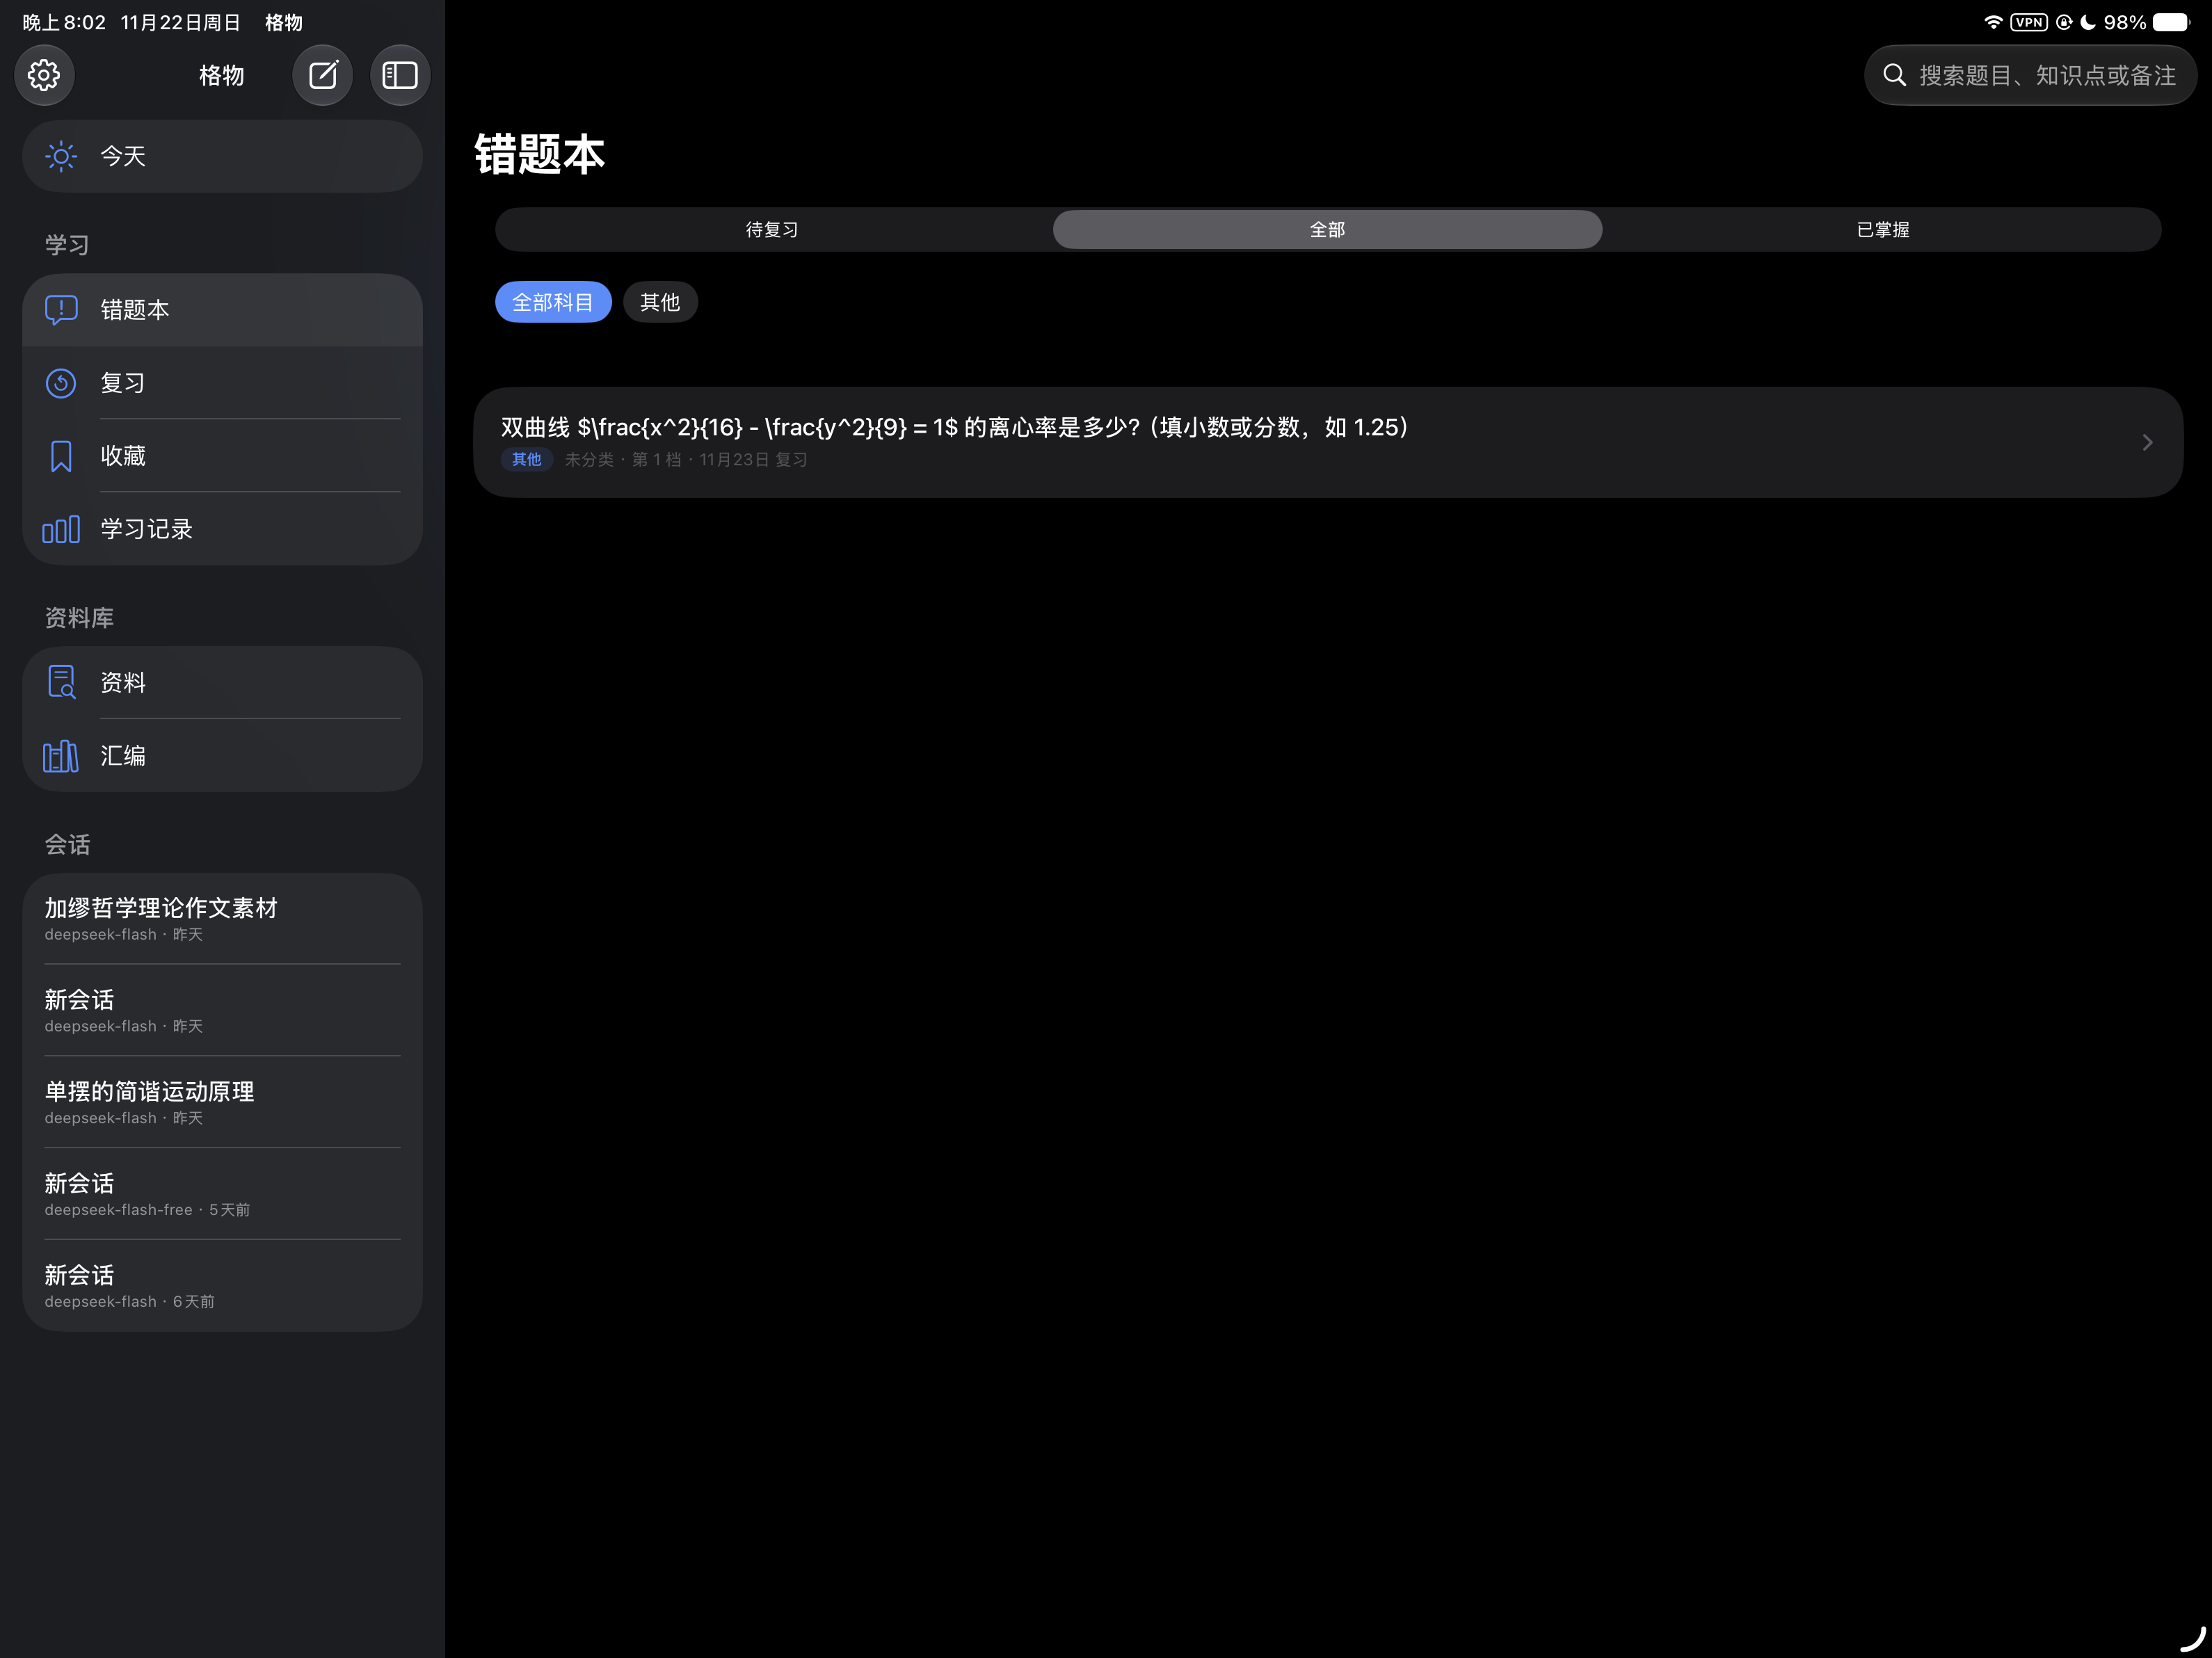 晚上8:02 11月22日周日 格物
VPN 98%
格物
搜索题目、知识点或备注
今天
学习
错题本
复习
收藏
学习记录
资料库
资料
汇编
会话
加缪哲学理论作文素材
deepseek-flash · 昨天
新会话
deepseek-flash · 昨天
单摆的简谐运动原理
deepseek-flash · 昨天
新会话
deepseek-flash-free · 5天前
新会话
deepseek-flash · 6天前
错题本
待复习 全部 已掌握
全部科目 其他
双曲线 $\frac{x^2}{16} - \frac{y^2}{9} = 1$ 的离心率是多少？（填小数或分数，如 1.25）
其他 未分类 · 第 1 档 · 11月23日 复习